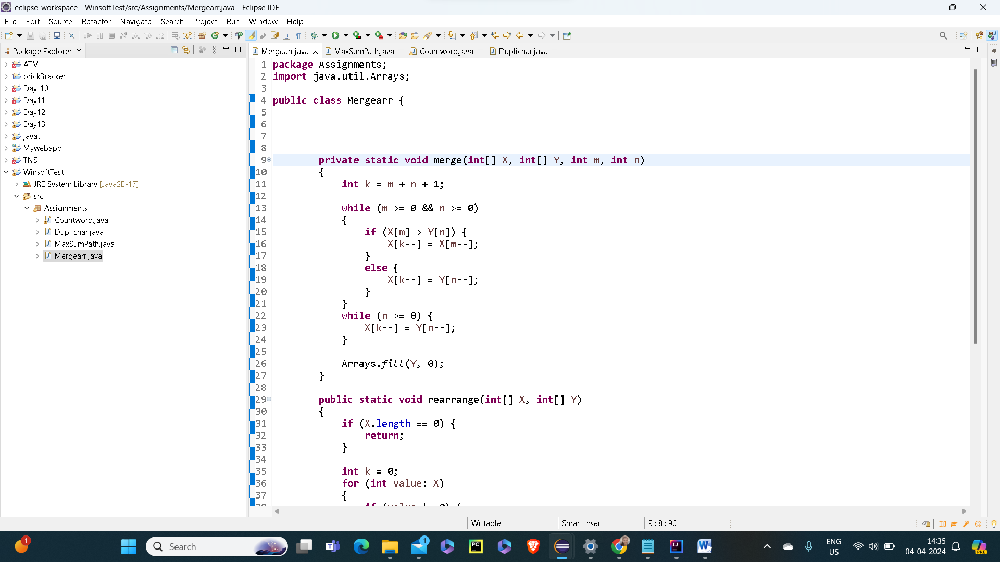 eclipse-workspace - WinsoftTest/src/Assignments/Mergearr.java - Eclipse IDE
File Edit Source Refactor Navigate Search Project Run Window Help
Package Explorer
ATM
brickBracker
Day_10
Day11
Day12
Day13
javat
Mywebapp
TNS
WinsoftTest
JRE System Library [JavaSE-17]
src
Assignments
Countword.java
Duplichar.java
MaxSumPath.java
Mergearr.java
Mergearr.java MaxSumPath.java Countword.java Duplichar.java
1 package Assignments;
2 import java.util.Arrays;
3
4 public class Mergearr {
5
6
7
8
9 private static void merge(int[] X, int[] Y, int m, int n)
10 {
11 int k = m + n + 1;
12
13 while (m >= 0 && n >= 0)
14 {
15 if (X[m] > Y[n]) {
16 X[k--] = X[m--];
17 }
18 else {
19 X[k--] = Y[n--];
20 }
21 }
22 while (n >= 0) {
23 X[k--] = Y[n--];
24 }
25
26 Arrays.fill(Y, 0);
27 }
28
29 public static void rearrange(int[] X, int[] Y)
30 {
31 if (X.length == 0) {
32 return;
33 }
34
35 int k = 0;
36 for (int value: X)
37 {
Writable Smart Insert 9 : 8 : 90
1
Search
1
PC
IJ
W
ENG
US
14:35
04-04-2024
PRE